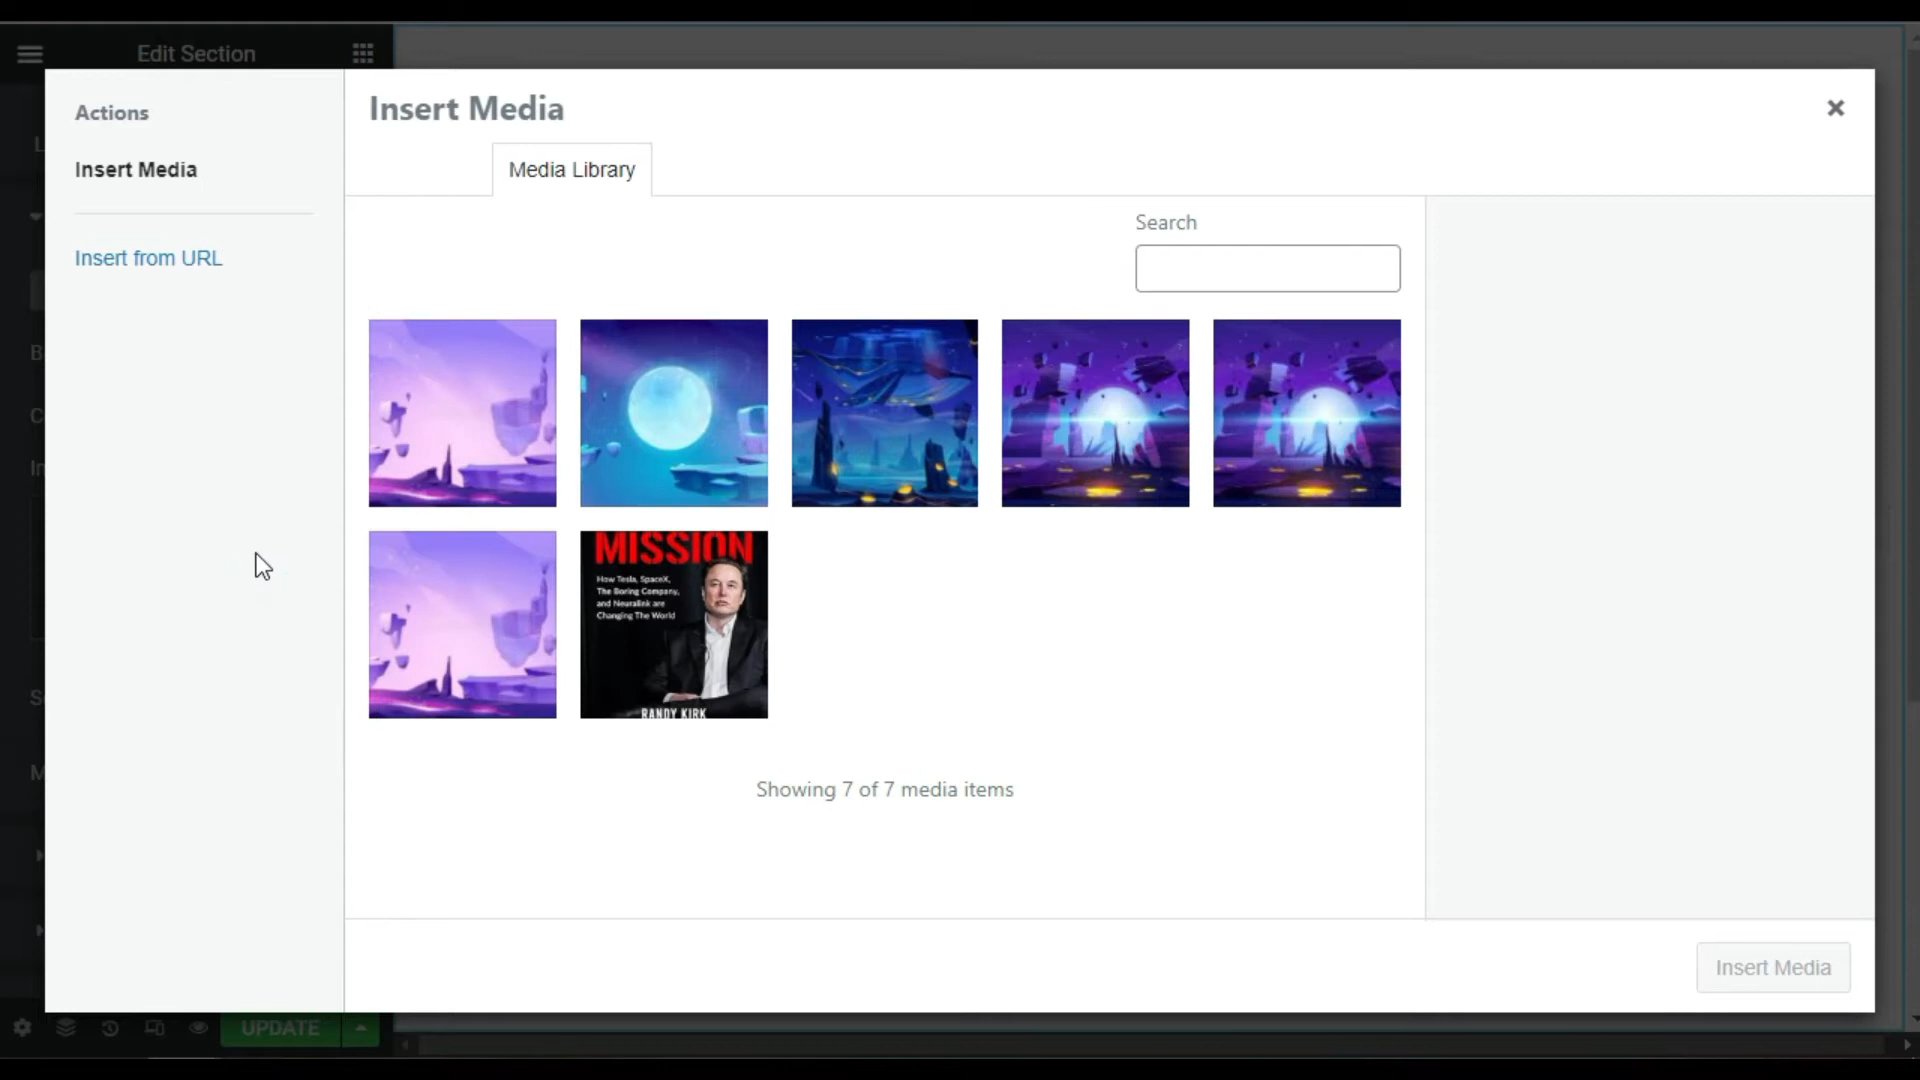 Edit Section
Actions
Insert Media
Insert from URL
Insert Media
Media Library
Search
MISSION
How Tesla, SpaceX,
The Boring Company,
and Neuralink are
Changing The World
RANDY KIRK
Showing 7 of 7 media items
Insert Media
UPDATE